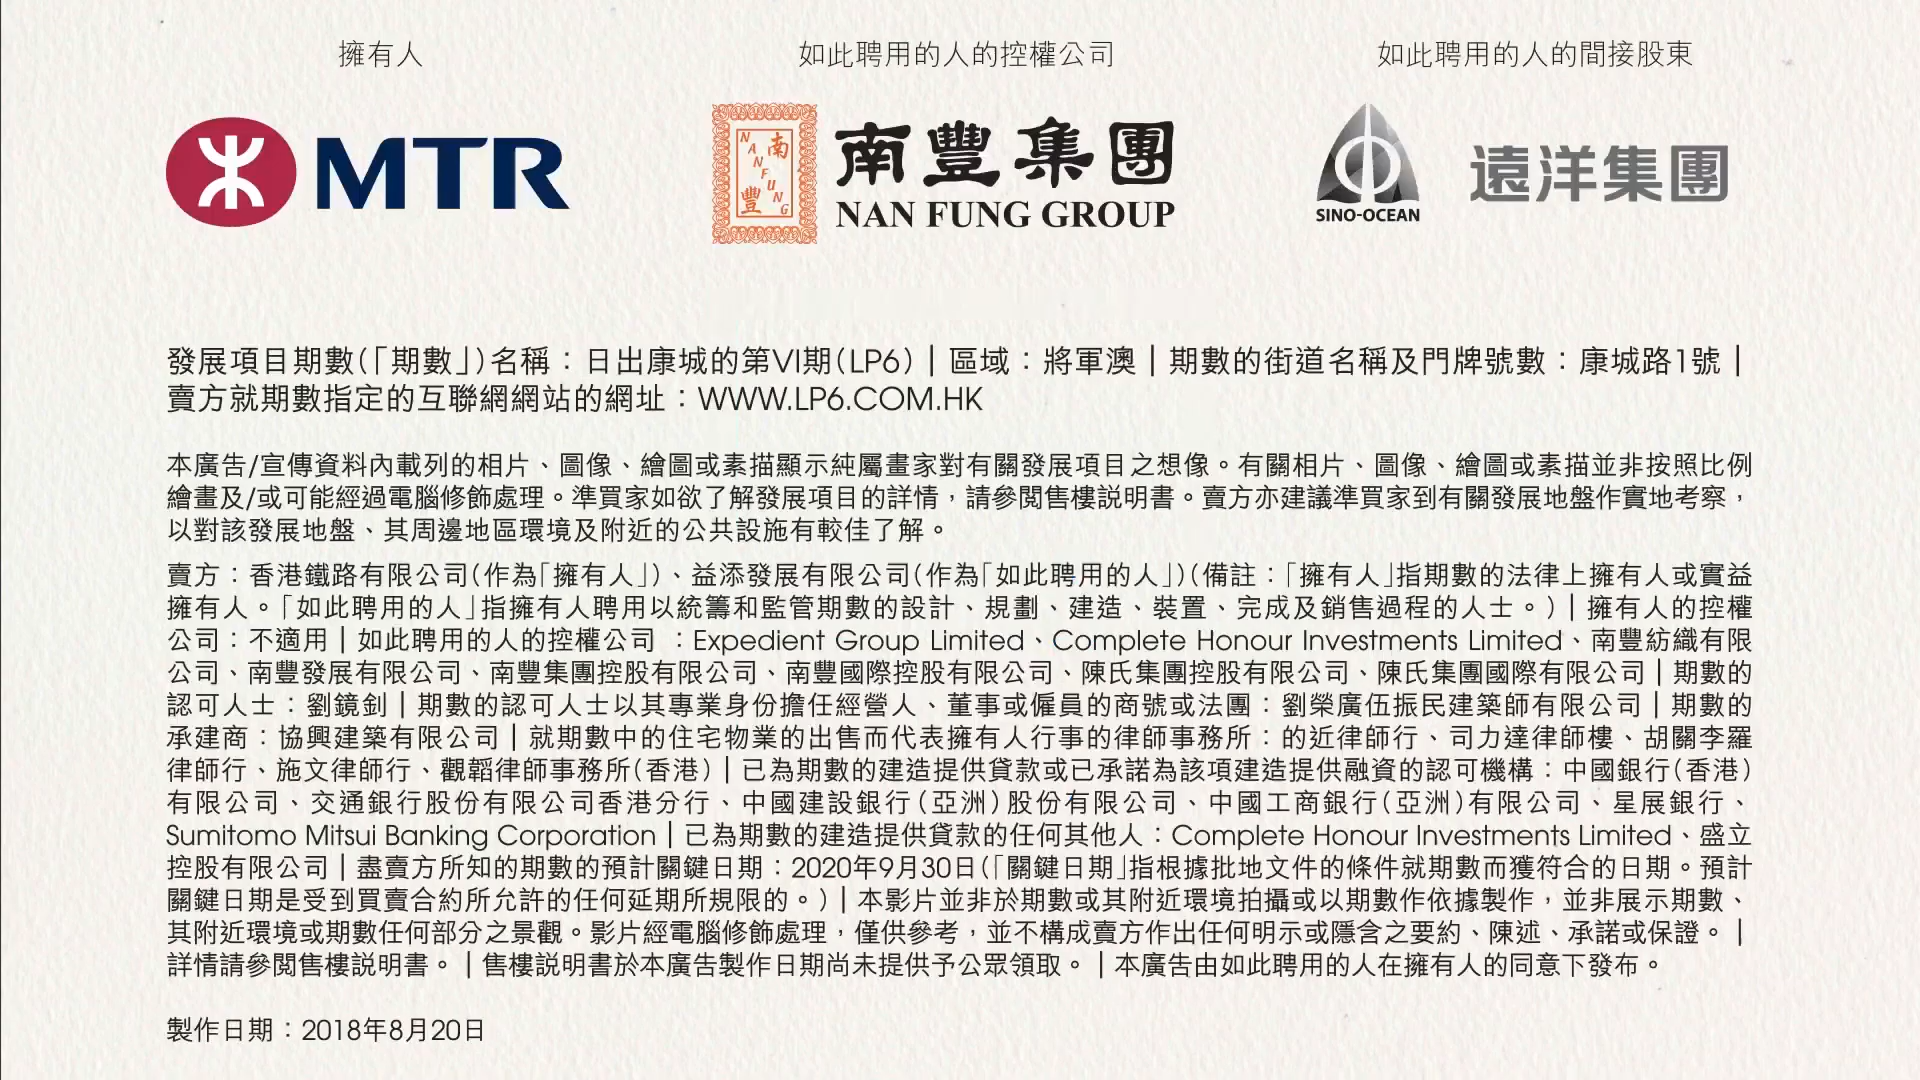 擁有人
如此聘用的人的控權公司
如此聘用的人的間接股東
MTR
NAN FUNG
南豐
南豐集團
NAN FUNG GROUP
SINO-OCEAN
遠洋集團
發展項目期數(「期數」)名稱：日出康城的第VI期(LP6)｜區域：將軍澳｜期數的街道名稱及門牌號數：康城路1號｜
賣方就期數指定的互聯網網站的網址：WWW.LP6.COM.HK
本廣告/宣傳資料內載列的相片、圖像、繪圖或素描顯示純屬畫家對有關發展項目之想像。有關相片、圖像、繪圖或素描並非按照比例
繪畫及/或可能經過電腦修飾處理。準買家如欲了解發展項目的詳情，請參閱售樓説明書。賣方亦建議準買家到有關發展地盤作實地考察，
以對該發展地盤、其周邊地區環境及附近的公共設施有較佳了解。
賣方：香港鐵路有限公司(作為「擁有人」)、益添發展有限公司(作為「如此聘用的人」)(備註：「擁有人」指期數的法律上擁有人或實益
擁有人。「如此聘用的人」指擁有人聘用以統籌和監管期數的設計、規劃、建造、裝置、完成及銷售過程的人士。)｜擁有人的控權
公司：不適用｜如此聘用的人的控權公司 ：Expedient Group Limited、Complete Honour Investments Limited、南豐紡織有限
公司、南豐發展有限公司、南豐集團控股有限公司、南豐國際控股有限公司、陳氏集團控股有限公司、陳氏集團國際有限公司｜期數的
認可人士：劉鏡釗｜期數的認可人士以其專業身份擔任經營人、董事或僱員的商號或法團：劉榮廣伍振民建築師有限公司｜期數的
承建商：協興建築有限公司｜就期數中的住宅物業的出售而代表擁有人行事的律師事務所：的近律師行、司力達律師樓、胡關李羅
律師行、施文律師行、觀韜律師事務所(香港)｜已為期數的建造提供貸款或已承諾為該項建造提供融資的認可機構：中國銀行(香港)
有限公司、交通銀行股份有限公司香港分行、中國建設銀行(亞洲)股份有限公司、中國工商銀行(亞洲)有限公司、星展銀行、
Sumitomo Mitsui Banking Corporation｜已為期數的建造提供貸款的任何其他人：Complete Honour Investments Limited、盛立
控股有限公司｜盡賣方所知的期數的預計關鍵日期：2020年9月30日(「關鍵日期」指根據批地文件的條件就期數而獲符合的日期。預計
關鍵日期是受到買賣合約所允許的任何延期所規限的。)｜本影片並非於期數或其附近環境拍攝或以期數作依據製作，並非展示期數、
其附近環境或期數任何部分之景觀。影片經電腦修飾處理，僅供參考，並不構成賣方作出任何明示或隱含之要約、陳述、承諾或保證。｜
詳情請參閱售樓説明書。｜售樓説明書於本廣告製作日期尚未提供予公眾領取。｜本廣告由如此聘用的人在擁有人的同意下發布。
製作日期：2018年8月20日